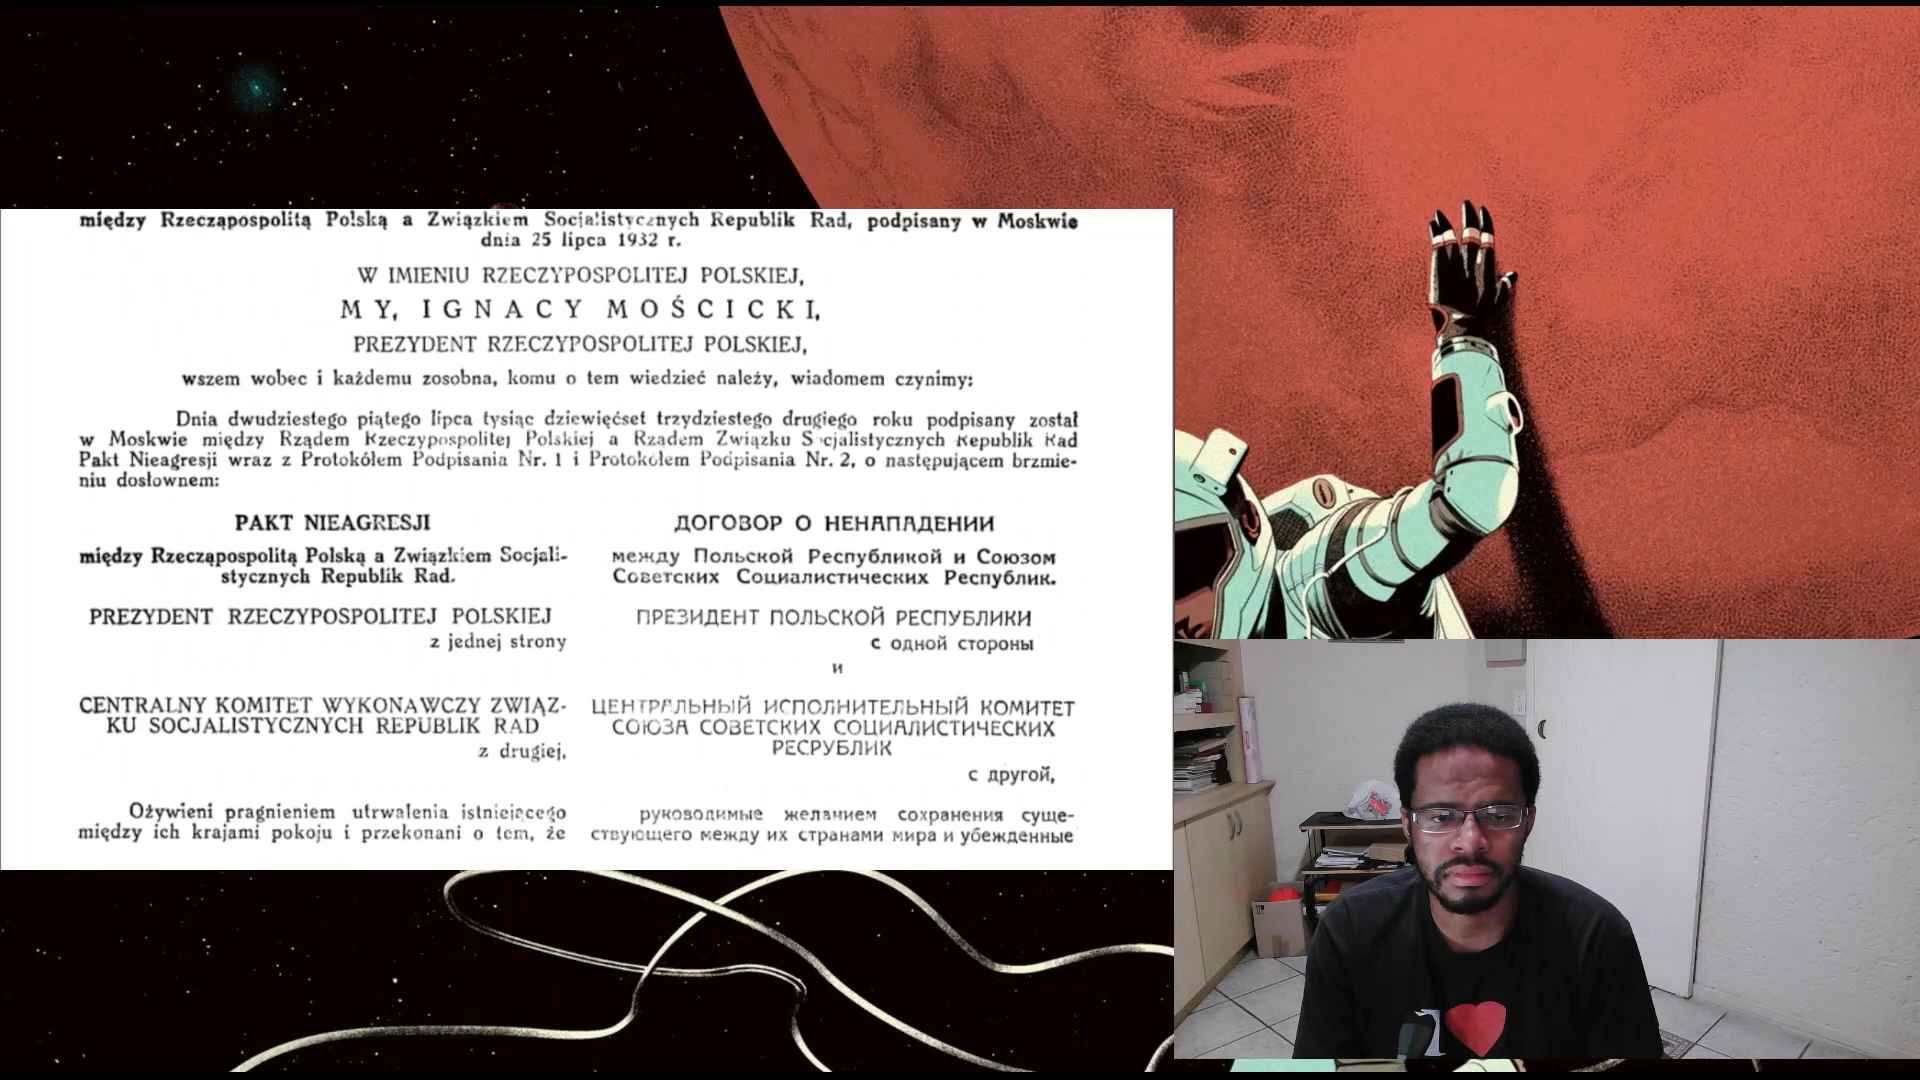 między Rzecząpospolitą Polską a Związkiem Socjalistycznych Republik Rad, podpisany w Moskwie
dnia 25 lipca 1932 r.
W IMIENIU RZECZYPOSPOLITEJ POLSKIEJ,
MY, IGNACY MOŚCICKI,
PREZYDENT RZECZYPOSPOLITEJ POLSKIEJ,
wszem wobec i każdemu zosobna, komu o tem wiedzieć należy, wiadomem czynimy:
Dnia dwudziestego piątego lipca tysiąc dziewięćset trzydziestego drugiego roku podpisany został
w Moskwie między Rządem Rzeczypospolitej Polskiej a Rządem Związku Socjalistycznych Republik Rad
Pakt Nieagresji wraz z Protokółem Podpisania Nr. 1 i Protokółem Podpisania Nr. 2, o następującem brzmie-
niu dosłownem:
PAKT NIEAGRESJI
między Rzecząpospolitą Polską a Związkiem Socjali-
stycznych Republik Rad.
PREZYDENT RZECZYPOSPOLITEJ POLSKIEJ
z jednej strony
CENTRALNY KOMITET WYKONAWCZY ZWIĄZ-
KU SOCJALISTYCZNYCH REPUBLIK RAD
z drugiej,
Ożywieni pragnieniem utrwalenia istniejącego
między ich krajami pokoju i przekonani o tem, że
ДОГОВОР О НЕНАПАДЕНИИ
между Польской Республикой и Союзом
Советских Социалистических Республик.
ПРЕЗИДЕНТ ПОЛЬСКОЙ РЕСПУБЛИКИ
с одной стороны
и
ЦЕНТРАЛЬНЫЙ ИСПОЛНИТЕЛЬНЫЙ КОМИТЕТ
СОЮЗА СОВЕТСКИХ СОЦИАЛИСТИЧЕСКИХ
РЕСРУБЛИК
с другой,
руководимые желанием сохранения суще-
ствующего между их странами мира и убежденные
I